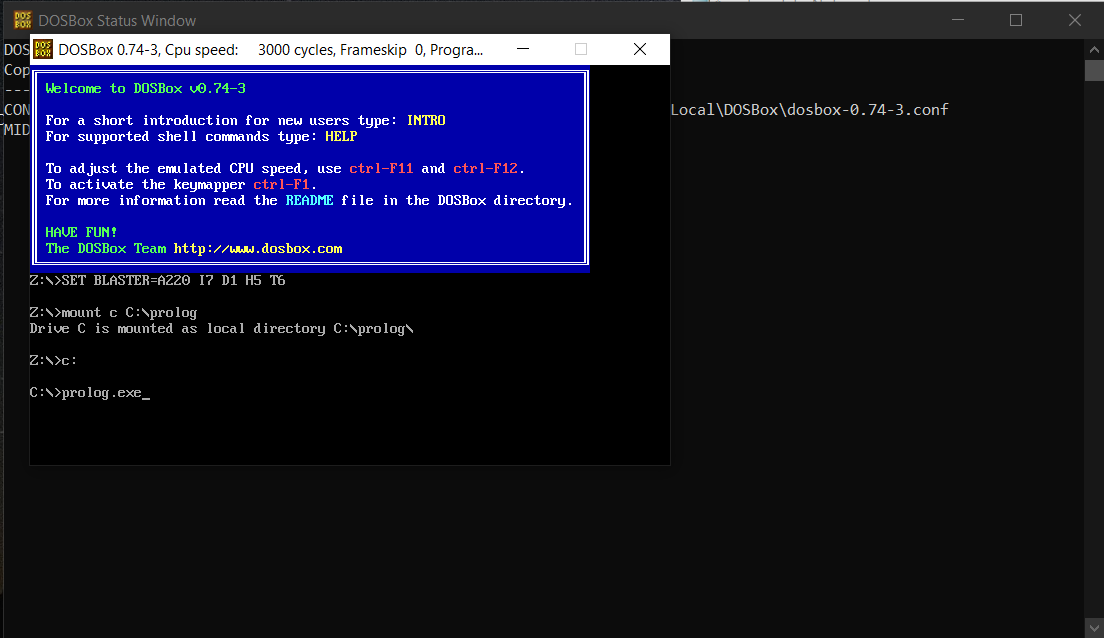 DOSBox Status Window
DOSBox 0.74-3, Cpu speed: 3000 cycles, Frameskip 0, Progra...
DOS
Cop
---
CON
Local\DOSBox\dosbox-0.74-3.conf
MID
Welcome to DOSBox v0.74-3
For a short introduction for new users type: INTRO
For supported shell commands type: HELP
To adjust the emulated CPU speed, use ctrl-F11 and ctrl-F12.
To activate the keymapper ctrl-F1.
For more information read the README file in the DOSBox directory.
HAVE FUN!
The DOSBox Team http://www.dosbox.com
Z:\>SET BLASTER=A220 I7 D1 H5 T6
Z:\>mount c C:\prolog
Drive C is mounted as local directory C:\prolog\
Z:\>c:
C:\>prolog.exe_